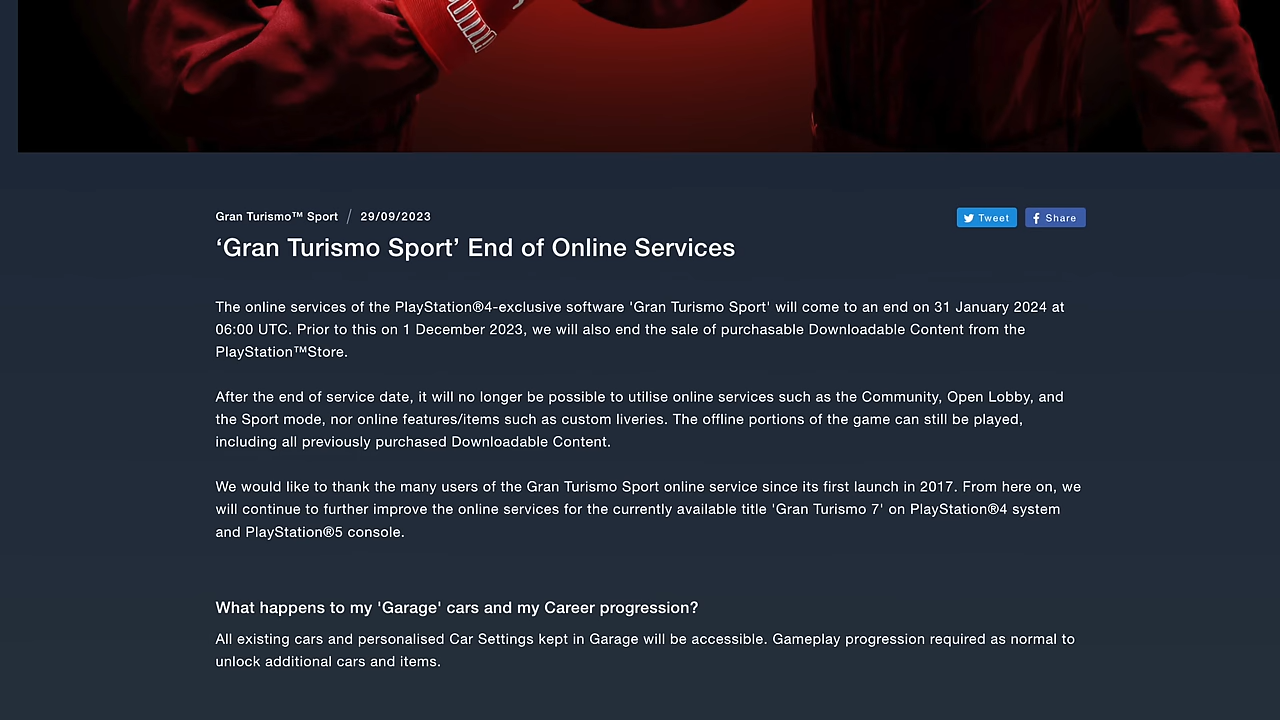 Gran Turismo™ Sport / 29/09/2023
Tweet
Share
‘Gran Turismo Sport’ End of Online Services
The online services of the PlayStation®4-exclusive software 'Gran Turismo Sport' will come to an end on 31 January 2024 at
06:00 UTC. Prior to this on 1 December 2023, we will also end the sale of purchasable Downloadable Content from the
PlayStation™Store.
After the end of service date, it will no longer be possible to utilise online services such as the Community, Open Lobby, and
the Sport mode, nor online features/items such as custom liveries. The offline portions of the game can still be played,
including all previously purchased Downloadable Content.
We would like to thank the many users of the Gran Turismo Sport online service since its first launch in 2017. From here on, we
will continue to further improve the online services for the currently available title 'Gran Turismo 7' on PlayStation®4 system
and PlayStation®5 console.
What happens to my 'Garage' cars and my Career progression?
All existing cars and personalised Car Settings kept in Garage will be accessible. Gameplay progression required as normal to
unlock additional cars and items.